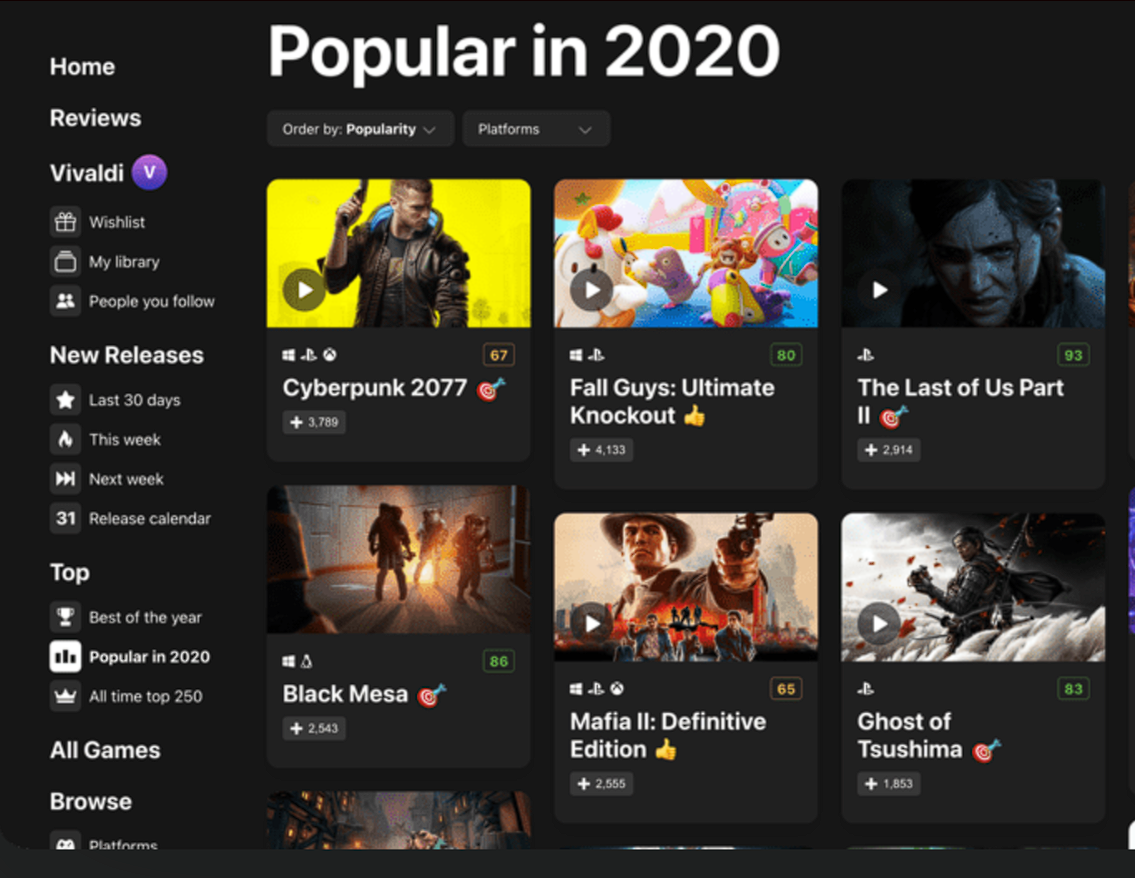 Popular in 2020
Home
Reviews
Vivaldi V
Wishlist
My library
People you follow
New Releases
Last 30 days
This week
Next week
31 Release calendar
Top
Best of the year
Popular in 2020
All time top 250
All Games
Browse
Platforms
Order by: Popularity
Platforms
67
Cyberpunk 2077 🎯
+ 3,789
80
Fall Guys: Ultimate
Knockout 👍
+ 4,133
93
The Last of Us Part
II 🎯
+ 2,914
86
Black Mesa 🎯
+ 2,543
65
Mafia II: Definitive
Edition 👍
+ 2,555
83
Ghost of
Tsushima 🎯
+ 1,853